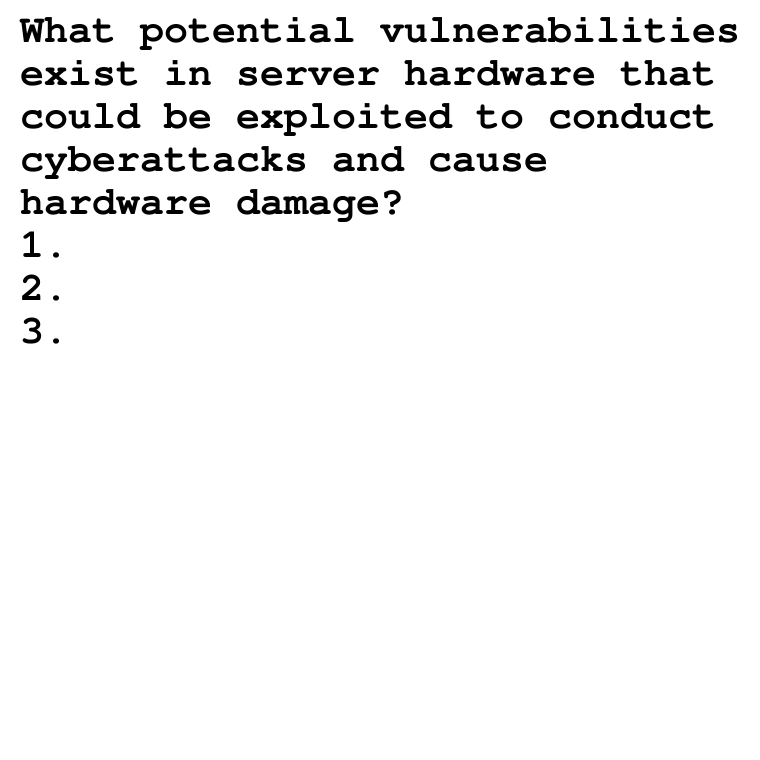 What potential vulnerabilities
exist in server hardware that
could be exploited to conduct
cyberattacks and cause
hardware damage?
1.
2.
3.